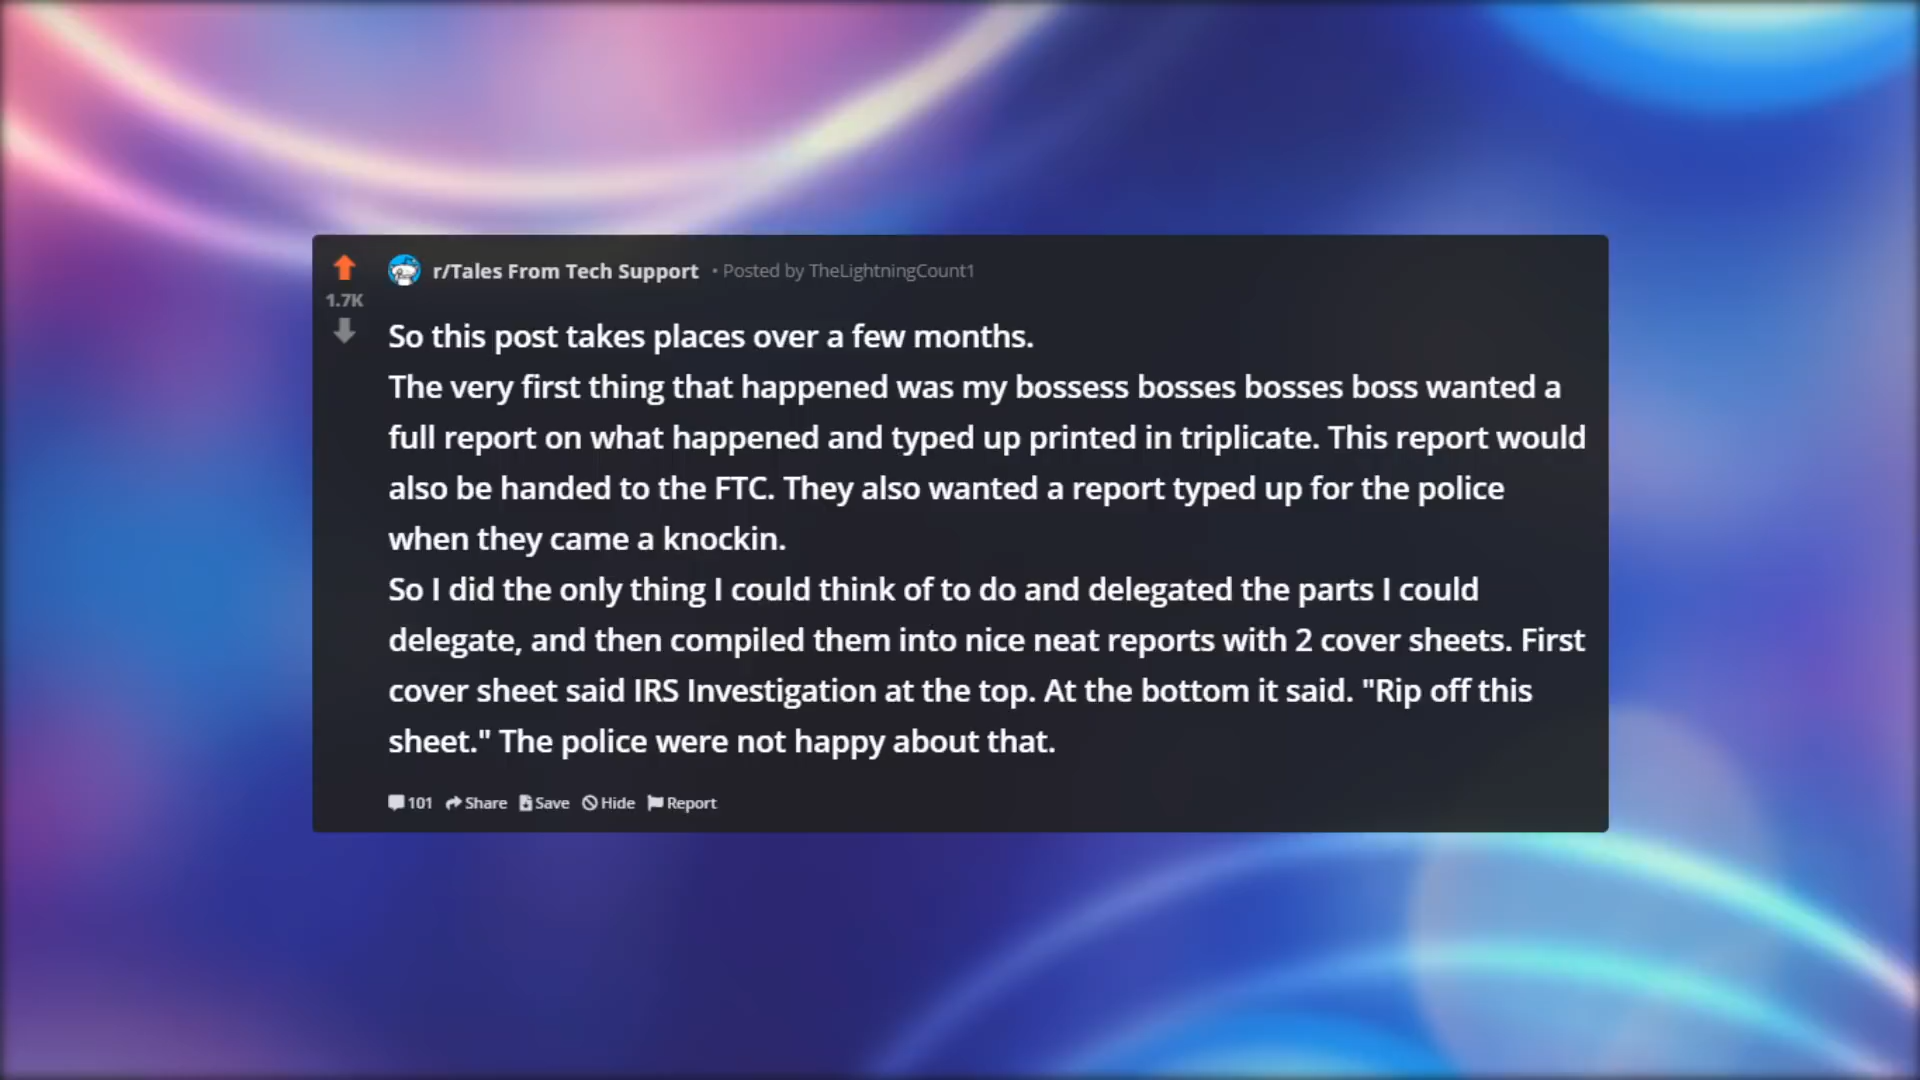 r/Tales From Tech Support • Posted by TheLightningCount1
1.7K
So this post takes places over a few months.
The very first thing that happened was my bossess bosses bosses boss wanted a
full report on what happened and typed up printed in triplicate. This report would
also be handed to the FTC. They also wanted a report typed up for the police
when they came a knockin.
So I did the only thing I could think of to do and delegated the parts I could
delegate, and then compiled them into nice neat reports with 2 cover sheets. First
cover sheet said IRS Investigation at the top. At the bottom it said. "Rip off this
sheet." The police were not happy about that.
101 Share Save Hide Report